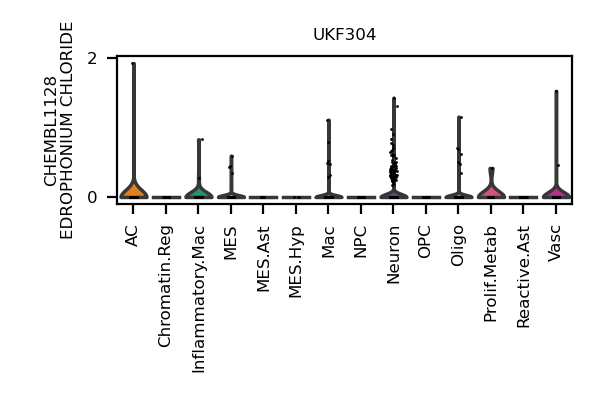 UKF304
CHEMBL1128
EDROPHONIUM CHLORIDE
2
0
AC
Chromatin.Reg
Inflammatory.Mac
MES
MES.Ast
MES.Hyp
Mac
NPC
Neuron
OPC
Oligo
Prolif.Metab
Reactive.Ast
Vasc